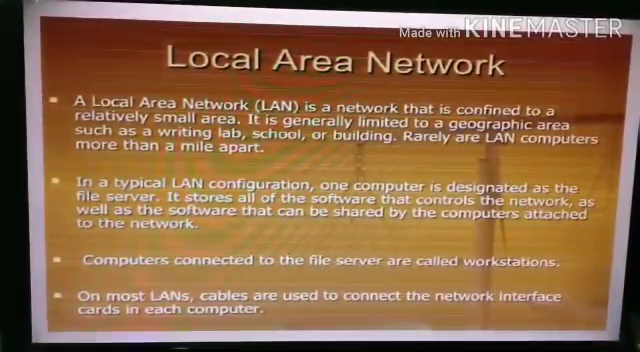 Made with KINEMASTER
Local Area Network
A Local Area Network (LAN) is a network that is confined to a
relatively small area. It is generally limited to a geographic area
such as a writing lab, school, or building. Rarely are LAN computers
more than a mile apart.
In a typical LAN configuration, one computer is designated as the
file server. It stores all of the software that controls the network, as
well as the software that can be shared by the computers attached
to the network.
Computers connected to the file server are called workstations.
On most LANs, cables are used to connect the network interface
cards in each computer.